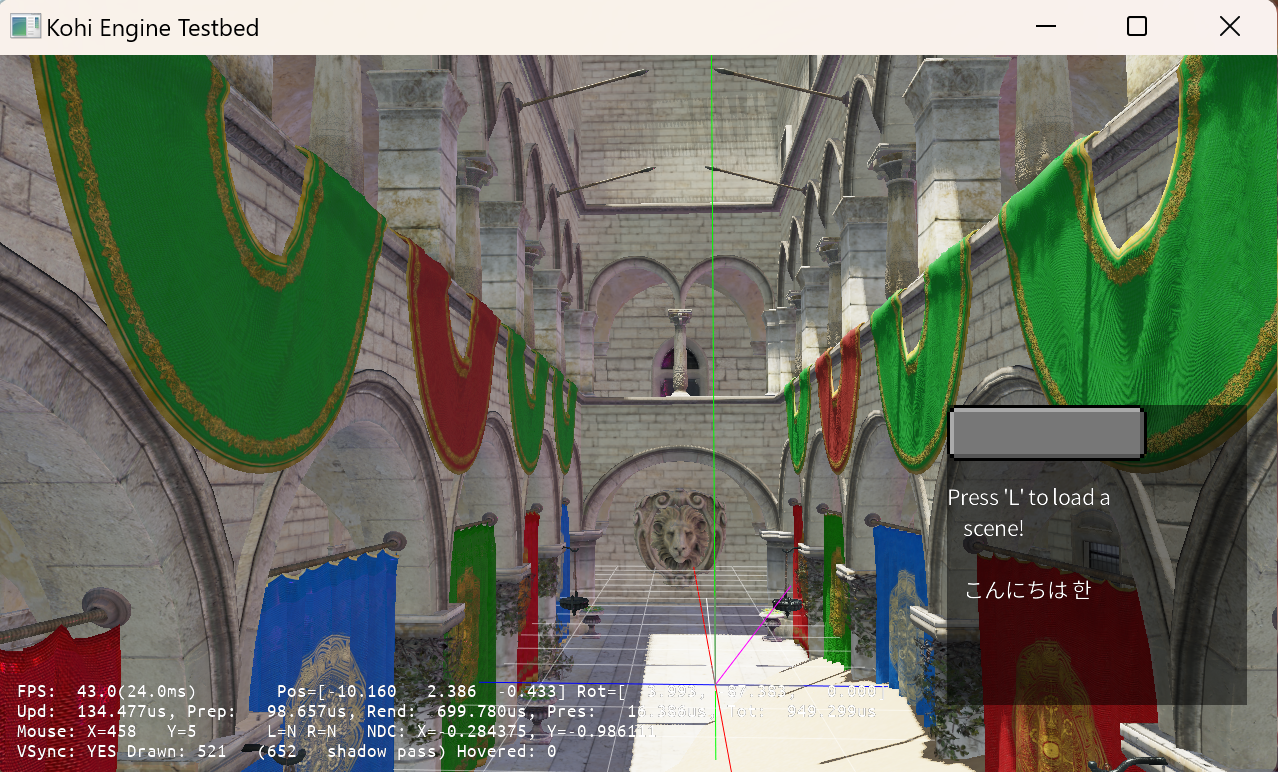 Kohi Engine Testbed
Press 'L' to load a
scene!
こんにちは 한
FPS: 43.0(24.0ms) Pos=[-10.160 2.386 -0.433] Rot=[
Upd: 134.477us, Prep: 98.657us, Rend: 699.780us, Pres: Tot:
Mouse: X=458 Y=5 L=N R=N NDC: X=-0.284375, Y=-0.986111
VSync: YES Drawn: 521 (652 shadow pass) Hovered: 0